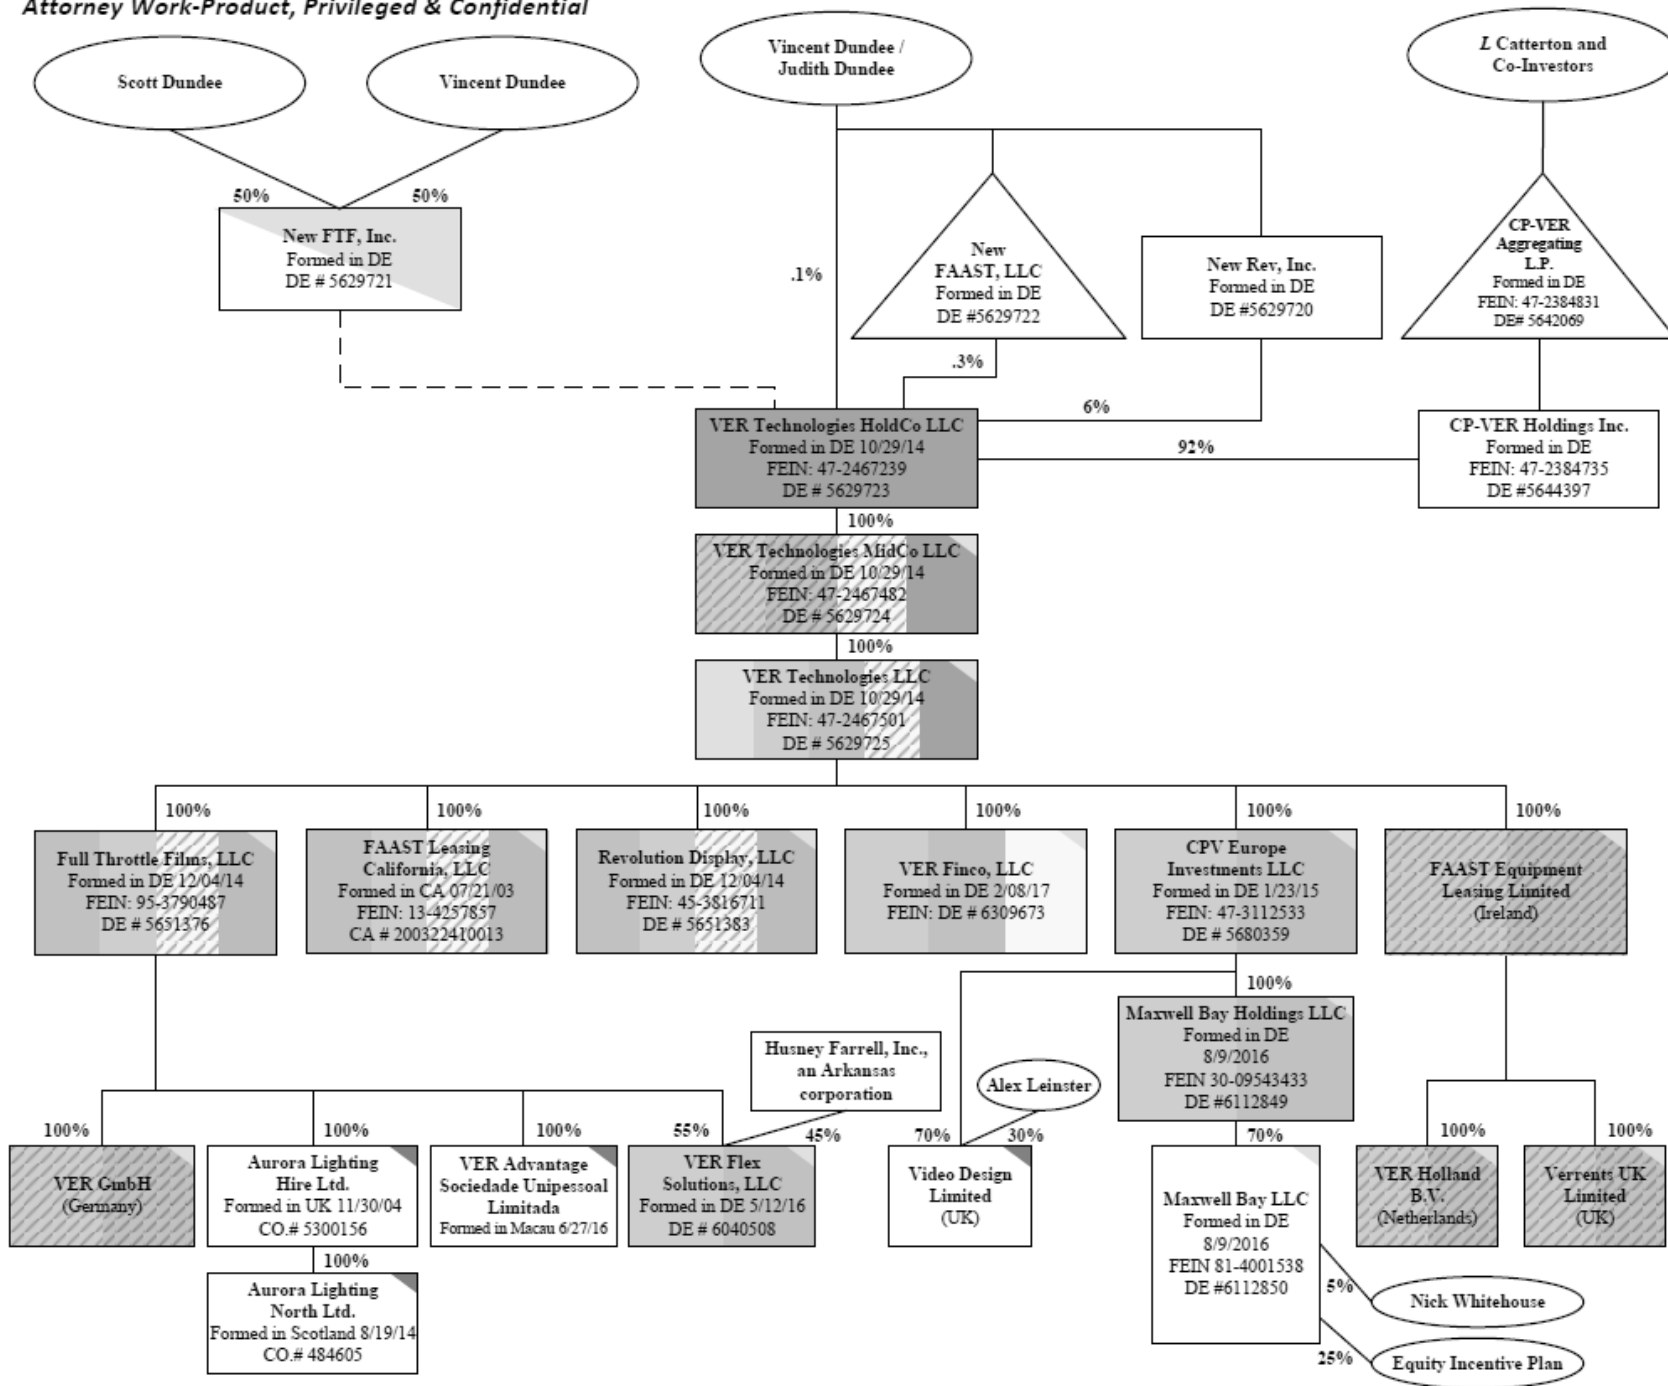 Attorney Work-Product, Privileged & Confidential
Scott Dundee
Vincent Dundee
Vincent Dundee /
Judith Dundee
L Catterton and
Co-Investors
50%
50%
New FTF, Inc.
Formed in DE
DE # 5629721
.1%
New
FAAST, LLC
Formed in DE
DE #5629722
New Rev, Inc.
Formed in DE
DE #5629720
CP-VER
Aggregating
L.P.
Formed in DE
FEIN: 47-2384831
DE# 5642069
.3%
6%
92%
VER Technologies HoldCo LLC
Formed in DE 10/29/14
FEIN: 47-2467239
DE # 5629723
CP-VER Holdings Inc.
Formed in DE
FEIN: 47-2384735
DE #5644397
100%
VER Technologies MidCo LLC
Formed in DE 10/29/14
FEIN: 47-2467482
DE # 5629724
100%
VER Technologies LLC
Formed in DE 10/29/14
FEIN: 47-2467501
DE # 5629725
100%
100%
100%
100%
100%
100%
Full Throttle Films, LLC
Formed in DE 12/04/14
FEIN: 95-3790487
DE # 5651376
FAAST Leasing
California, LLC
Formed in CA 07/21/03
FEIN: 13-4257857
CA # 200322410013
Revolution Display, LLC
Formed in DE 12/04/14
FEIN: 45-3816711
DE # 5651383
VER Finco, LLC
Formed in DE 2/08/17
FEIN: DE # 6309673
CPV Europe
Investments LLC
Formed in DE 1/23/15
FEIN: 47-3112533
DE # 5680359
FAAST Equipment
Leasing Limited
(Ireland)
100%
Maxwell Bay Holdings LLC
Formed in DE
8/9/2016
FEIN 30-09543433
DE #6112849
Husney Farrell, Inc.,
an Arkansas
corporation
Alex Leinster
100%
100%
100%
55%
45%
70%
30%
70%
100%
100%
VER GmbH
(Germany)
Aurora Lighting
Hire Ltd.
Formed in UK 11/30/04
CO.# 5300156
VER Advantage
Sociedade Unipessoal
Limitada
Formed in Macau 6/27/16
VER Flex
Solutions, LLC
Formed in DE 5/12/16
DE # 6040508
Video Design
Limited
(UK)
Maxwell Bay LLC
Formed in DE
8/9/2016
FEIN 81-4001538
DE #6112850
VER Holland
B.V.
(Netherlands)
Verrents UK
Limited
(UK)
100%
Aurora Lighting
North Ltd.
Formed in Scotland 8/19/14
CO.# 484605
5%
Nick Whitehouse
25%
Equity Incentive Plan